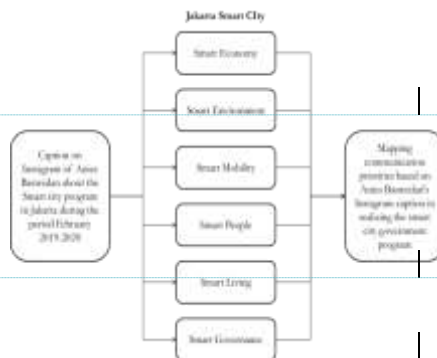 Jakarta Smart City
Smart Economy
Smart Environment
Smart Mobility
Smart People
Smart Living
Smart Governance
Caption on
Instagram of Anies
Baswedan about the
Smart city program
in Jakarta during the
period February
2019-2020
Mapping
communication
priorities based on
Anies Baswedan's
Instagram caption in
realizing the smart
city government
program